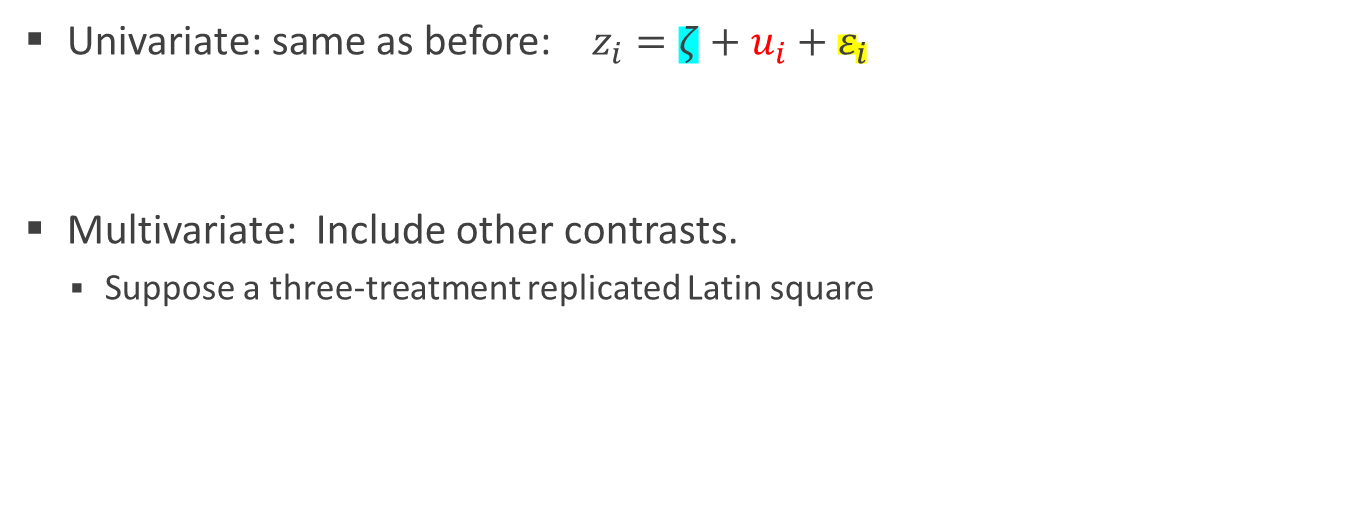 ▪ Univariate: same as before: zᵢ = ζ + uᵢ + εᵢ
▪ Multivariate: Include other contrasts.
▪ Suppose a three-treatment replicated Latin square